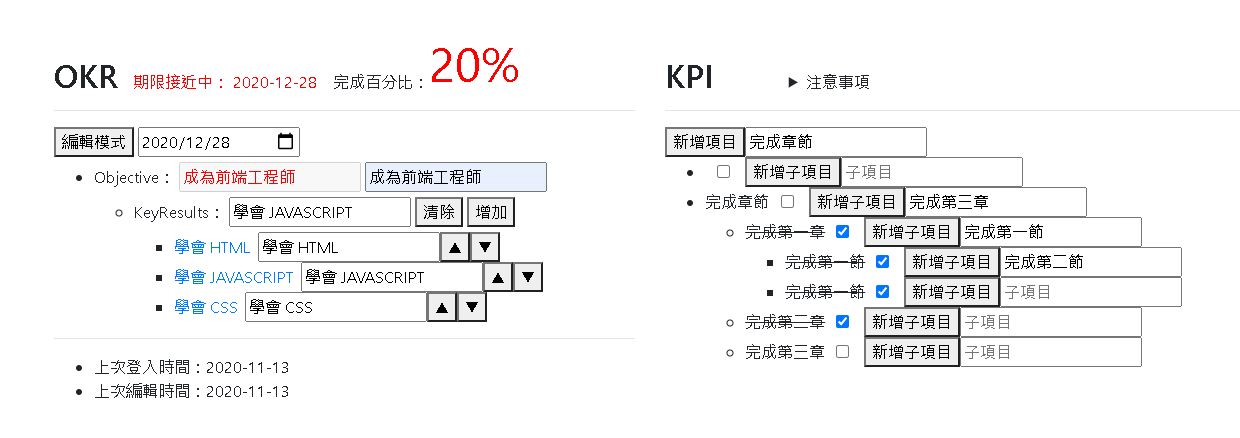 OKR 期限接近中： 2020-12-28 完成百分比： 20%
編輯模式 2020/12/28
Objective： 成為前端工程師 成為前端工程師
KeyResults： 學會 JAVASCRIPT 清除 增加
學會 HTML 學會 HTML ▲ ▼
學會 JAVASCRIPT 學會 JAVASCRIPT ▲ ▼
學會 CSS 學會 CSS ▲ ▼
上次登入時間：2020-11-13
上次編輯時間：2020-11-13
KPI ▶ 注意事項
新增項目 完成章節
新增子項目 子項目
完成章節 新增子項目 完成第三章
完成第一章 新增子項目 完成第一節
完成第一節 新增子項目 完成第二節
完成第一節 新增子項目 子項目
完成第二章 新增子項目 子項目
完成第三章 新增子項目 子項目